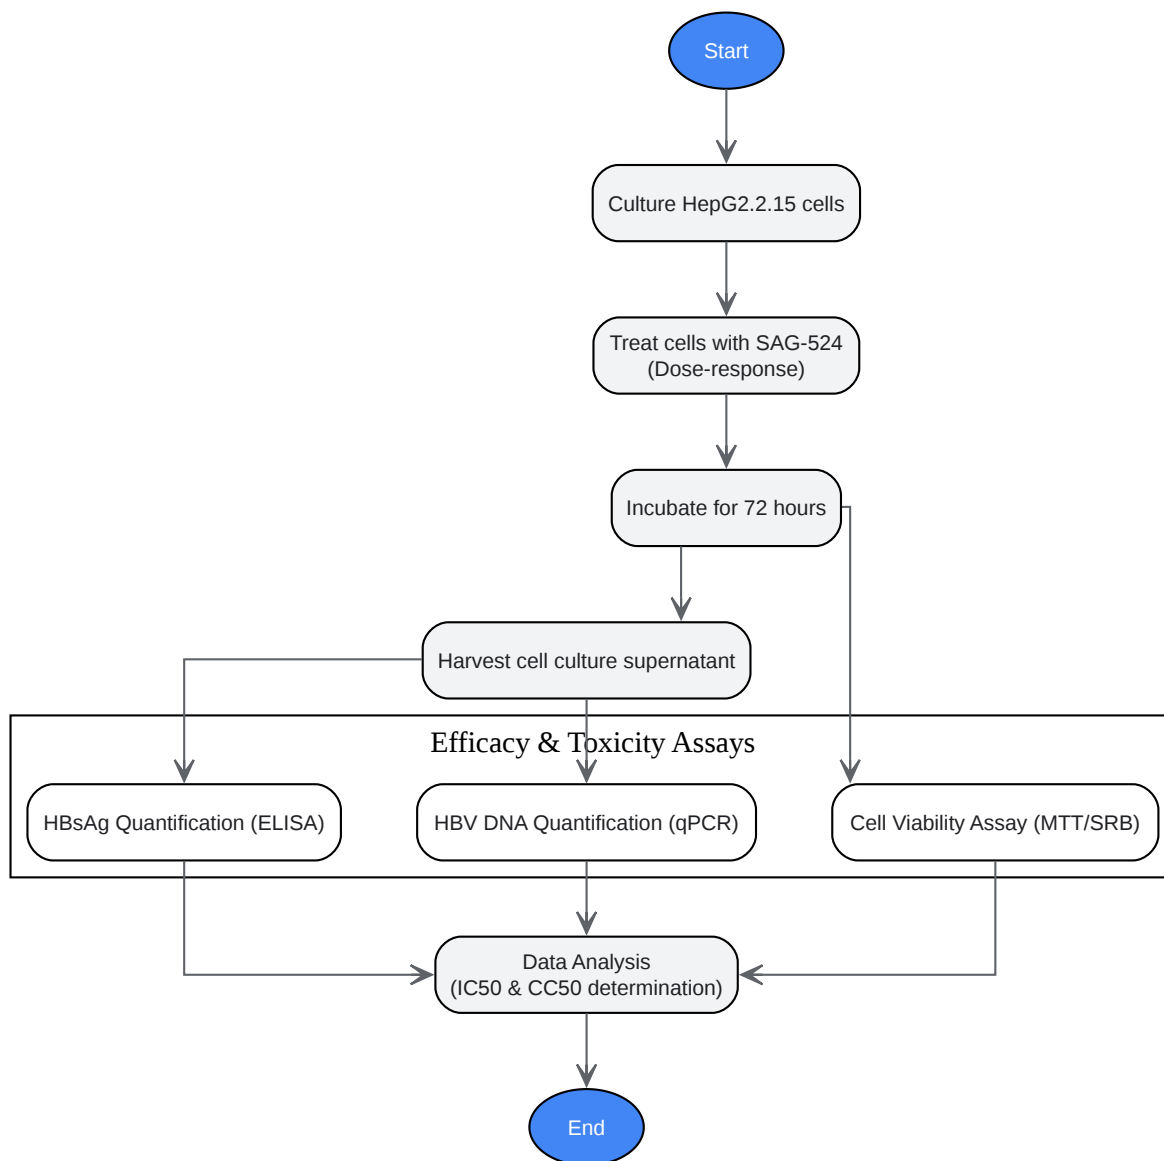 Start
Culture HepG2.2.15 cells
Treat cells with SAG-524
(Dose-response)
Incubate for 72 hours
Harvest cell culture supernatant
Efficacy & Toxicity Assays
HBsAg Quantification (ELISA)
HBV DNA Quantification (qPCR)
Cell Viability Assay (MTT/SRB)
Data Analysis
(IC50 & CC50 determination)
End